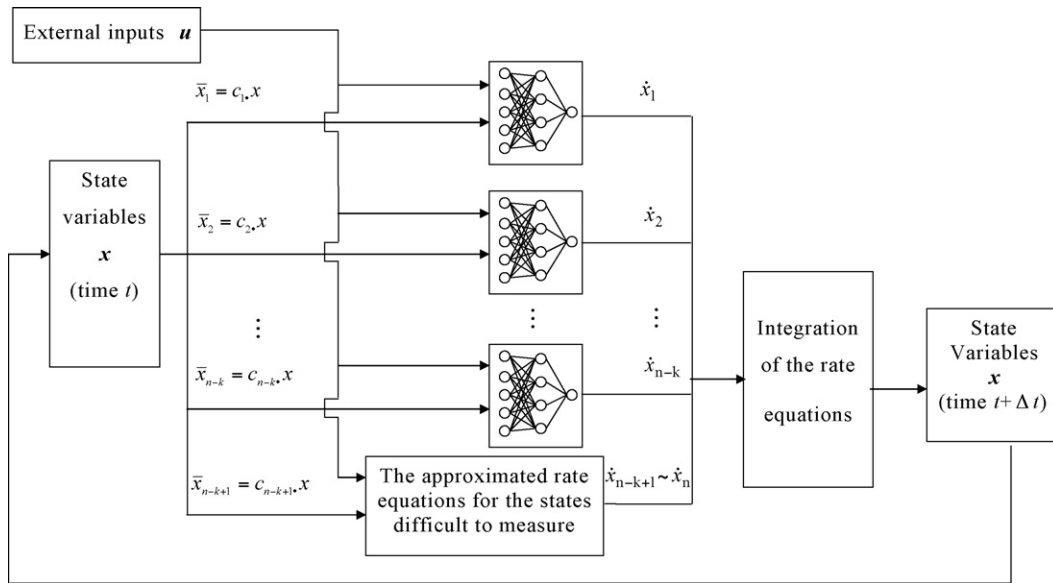 External inputs u
x̄₁ = c₁•x
ẋ₁
State
variables
x
(time t)
x̄₂ = c₂•x
ẋ₂
⋮
⋮
⋮
x̄ₙ₋ₖ = cₙ₋ₖ•x
ẋₙ₋ₖ
Integration
of the rate
equations
State
Variables
x
(time t+Δt)
x̄ₙ₋ₖ₊₁ = cₙ₋ₖ₊₁•x
The approximated rate
equations for the states
difficult to measure
ẋₙ₋ₖ₊₁~ẋₙ